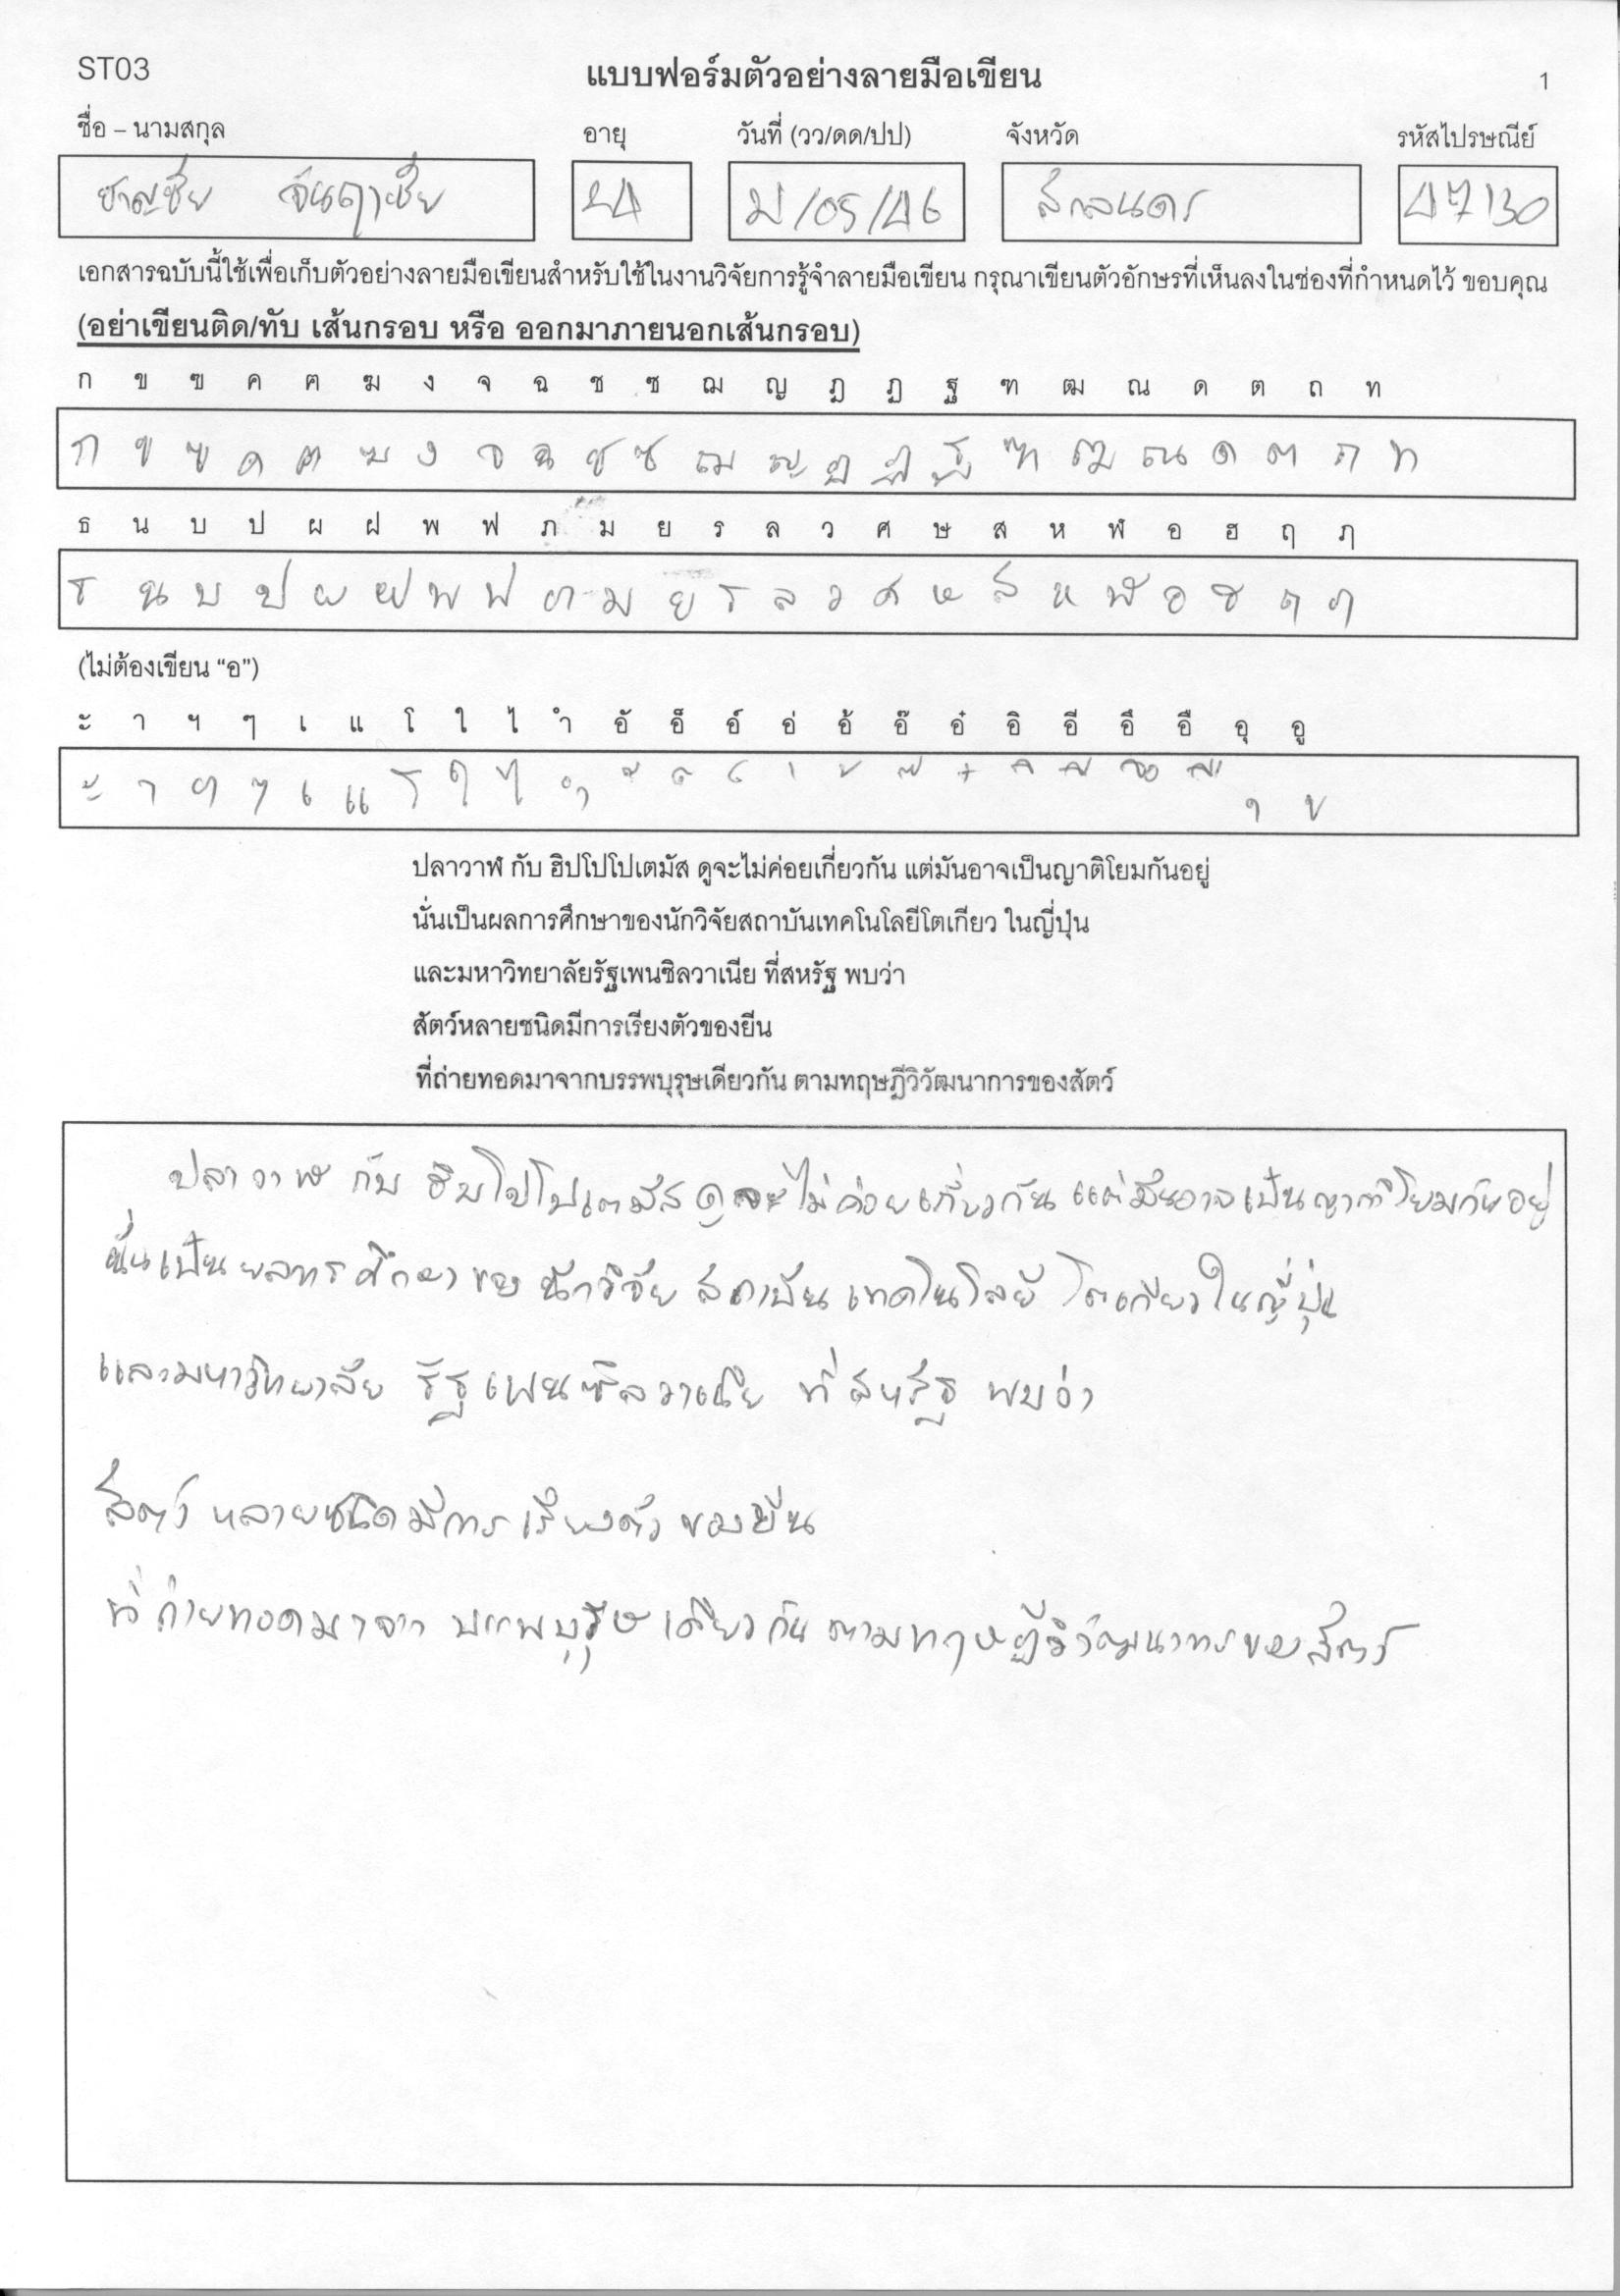 ST03
แบบฟอร์มตัวอย่างลายมือเขียน
1
ชื่อ – นามสกุล อายุ วันที่ (วว/ดด/ปป) จังหวัด รหัสไปรษณีย์
ชาญชัย /05/46 สกลนคร 47130
เอกสารฉบับนี้ใช้เพื่อเก็บตัวอย่างลายมือเขียนสำหรับใช้ในงานวิจัยการรู้จำลายมือเขียน กรุณาเขียนตัวอักษรที่เห็นลงในช่องที่กำหนดไว้ ขอบคุณ
(อย่าเขียนติด/ทับ เส้นกรอบ หรือ ออกมาภายนอกเส้นกรอบ)
ก ข ฃ ค ฅ ฆ ง จ ฉ ช ซ ฌ ญ ฎ ฏ ฐ ฑ ฒ ณ ด ต ถ ท
ก ข ฃ ค ฅ ฆ ง จ ฉ ช ซ ฌ ญ ฎ ฏ ฐ ฑ ฒ ณ ด ต ถ ท
ธ น บ ป ผ ฝ พ ฟ ภ ม ย ร ล ว ศ ษ ส ห ฬ อ ฮ ฤ ฦ
ธ น บ ป ผ ฝ พ ฟ ภ ม ย ร ล ว ศ ษ ส ห ฬ อ ฮ ฤ ฦ
(ไม่ต้องเขียน “อ”)
ะ า ฯ ๆ เ แ โ ใ ไ ำ อั อ็ อ์ อ่ อ้ อ๊ อ๋ อิ อี อึ อื อุ อู
ะ า ฯ ๆ เ แ โ ใ ไ ำ ั ็ ์ ่ ้ ๊ ๋ ิ ี ึ ื ุ ู
ปลาวาฬ กับ ฮิปโปโปเตมัส ดูจะไม่ค่อยเกี่ยวกัน แต่มันอาจเป็นญาติโยมกันอยู่
นั่นเป็นผลการศึกษาของนักวิจัยสถาบันเทคโนโลยีโตเกียว ในญี่ปุ่น
และมหาวิทยาลัยรัฐเพนซิลวาเนีย ที่สหรัฐ พบว่า
สัตว์หลายชนิดมีการเรียงตัวของยีน
ที่ถ่ายทอดมาจากบรรพบุรุษเดียวกัน ตามทฤษฎีวิวัฒนาการของสัตว์
ปลาวาฬ กับ ฮิบโปโปเตมัส ดูจะไม่ค่อยเกี่ยวกัน แต่มันอาจเป็นญาติโยมกันอยู่
นั่นเป็นผลการศึกษาของ นักวิจัย สถาบัน เทคโนโลยี โตเกียว ในญี่ปุ่น
และมหาวิทยาลัย รัฐ เพนซิลวาเนีย ที่ สหรัฐ พบว่า
สัตว์ หลายชนิด มีการ เรียงตัว ของยีน
ที่ ถ่ายทอดมาจาก บรรพบุรุษ เดียวกัน ตามทฤษฎีวิวัฒนาการของสัตว์